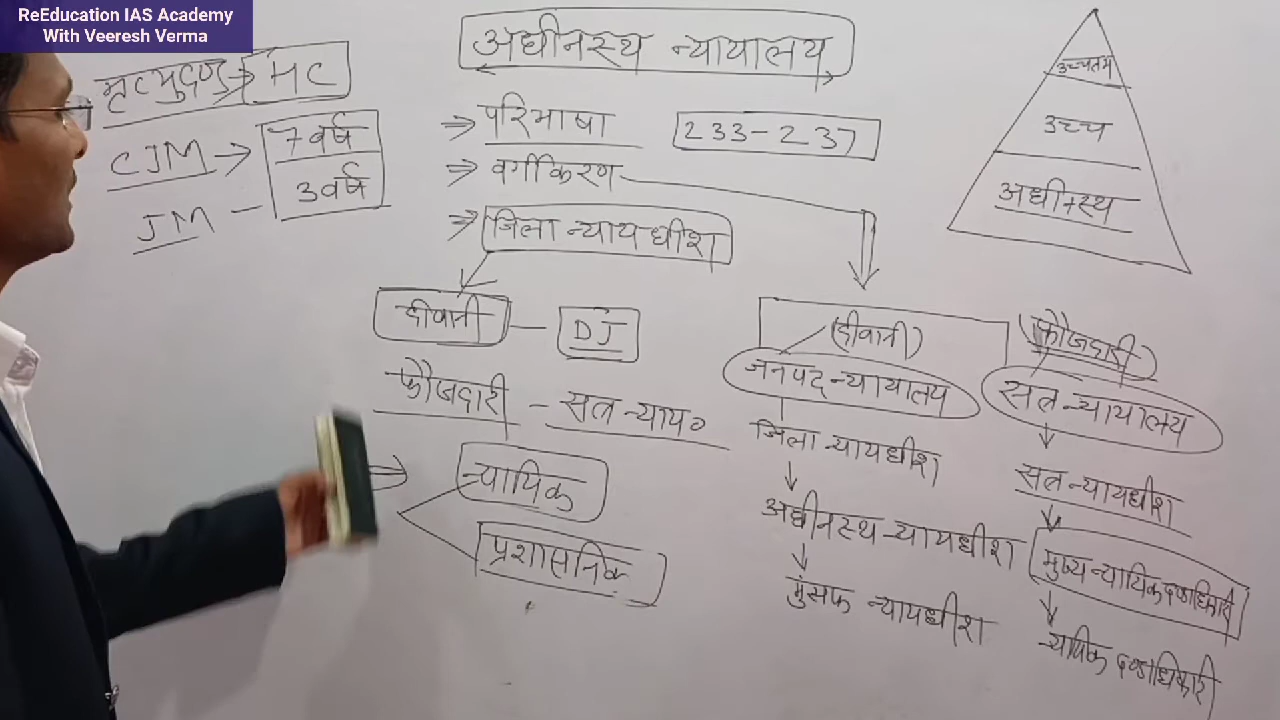 ReEducation IAS Academy
With Veeresh Verma
अधीनस्थ न्यायालय
मृत्युदण्ड → HC
CJM → 7 वर्ष
JM – 3 वर्ष
⇒ परिभाषा 233-237
⇒ वर्गीकरण
⇒ जिला न्यायधीश
दीवानी – DJ
फौजदारी – सत्र न्याय०
न्यायिक
प्रशासनिक
उच्चतम
उच्च
अधीनस्थ
(दीवानी)
जनपद न्यायालय
जिला न्यायधीश
अधीनस्थ न्यायधीश
मुंसफ न्यायधीश
(फौजदारी)
सत्र न्यायालय
सत्र न्यायधीश
मुख्य न्यायिक दण्डाधिकारी
न्यायिक दण्डाधिकारी